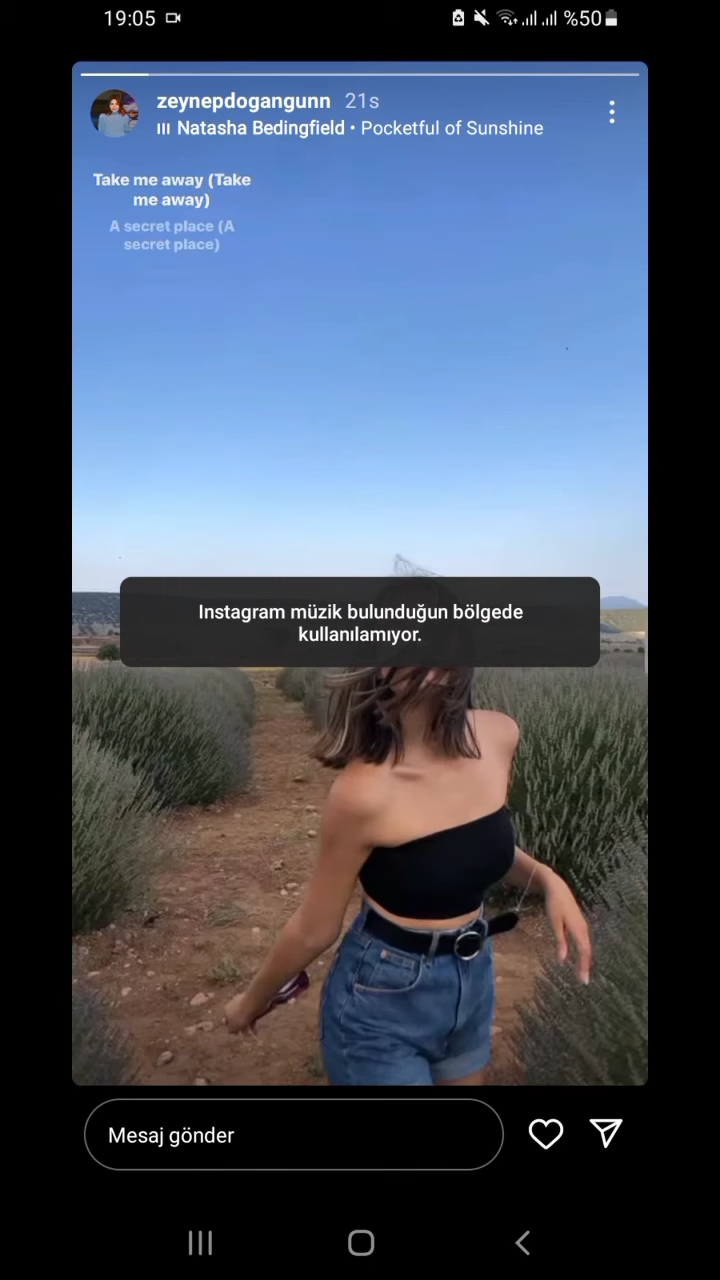 19:05 %50
zeynepdogangunn 21s
Natasha Bedingfield • Pocketful of Sunshine
Take me away (Take
me away)
A secret place (A
secret place)
Instagram müzik bulunduğun bölgede
kullanılamıyor.
Mesaj gönder